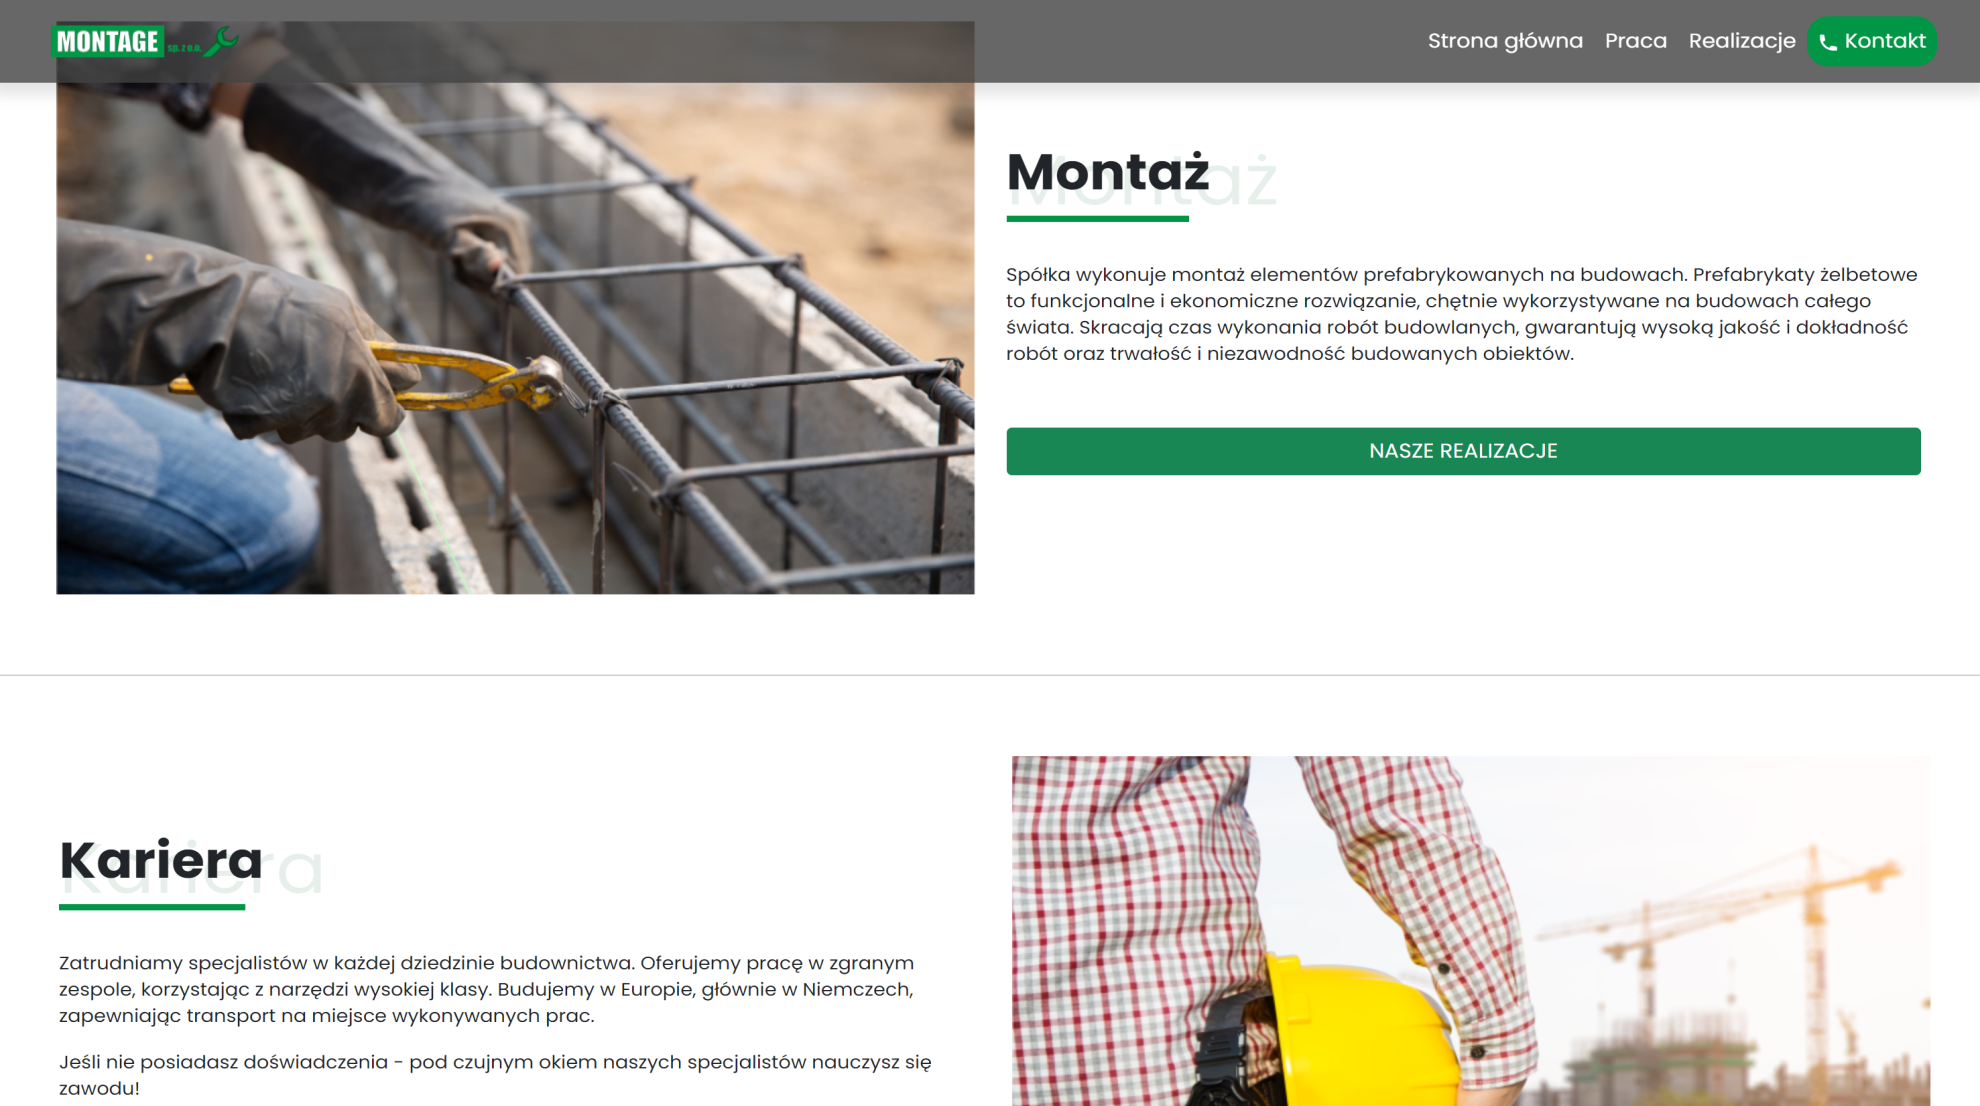 MONTAGE sp. z o.o.
Strona główna Praca Realizacje Kontakt
Montaż
Montaż
Spółka wykonuje montaż elementów prefabrykowanych na budowach. Prefabrykaty żelbetowe
to funkcjonalne i ekonomiczne rozwiązanie, chętnie wykorzystywane na budowach całego
świata. Skracają czas wykonania robót budowlanych, gwarantują wysoką jakość i dokładność
robót oraz trwałość i niezawodność budowanych obiektów.
NASZE REALIZACJE
Kariera
Kariera
Zatrudniamy specjalistów w każdej dziedzinie budownictwa. Oferujemy pracę w zgranym
zespole, korzystając z narzędzi wysokiej klasy. Budujemy w Europie, głównie w Niemczech,
zapewniając transport na miejsce wykonywanych prac.
Jeśli nie posiadasz doświadczenia - pod czujnym okiem naszych specjalistów nauczysz się
zawodu!